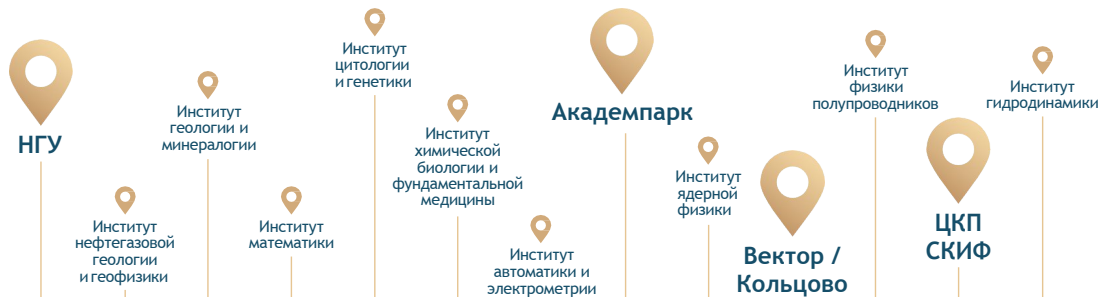 НГУ
Институт
нефтегазовой
геологии
и геофизики
Институт
геологии и
минералогии
Институт
математики
Институт
цитологии
и генетики
Институт
химической
биологии и
фундаментальной
медицины
Институт
автоматики и
электрометрии
Академпарк
Институт
ядерной
физики
Вектор /
Кольцово
Институт
физики
полупроводников
ЦКП
СКИФ
Институт
гидродинамики